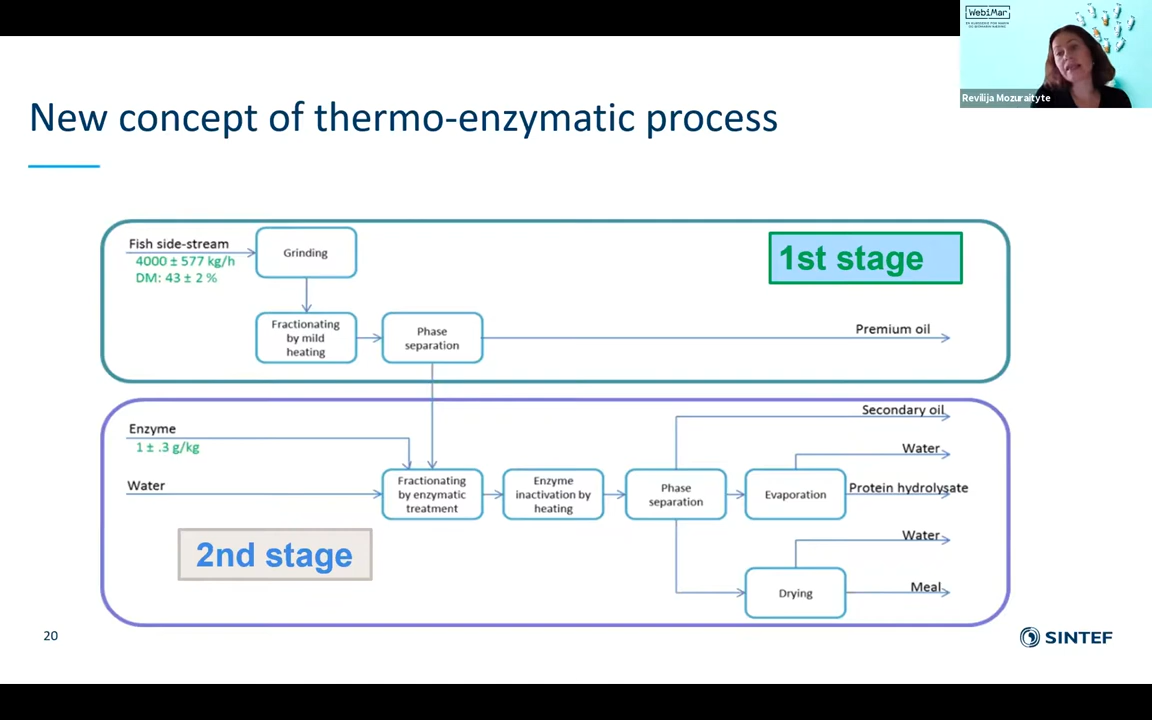 WebiMar
Revilija Mozuraityte
New concept of thermo-enzymatic process
Fish side-stream
4000 ± 577 kg/h
DM: 43 ± 2 %
Grinding
1st stage
Fractionating
by mild
heating
Phase
separation
Premium oil
Enzyme
1 ± .3 g/kg
Water
Fractionating
by enzymatic
treatment
Enzyme
inactivation by
heating
Phase
separation
Secondary oil
Water
Evaporation
Protein hydrolysate
Water
Drying
Meal
2nd stage
20
SINTEF